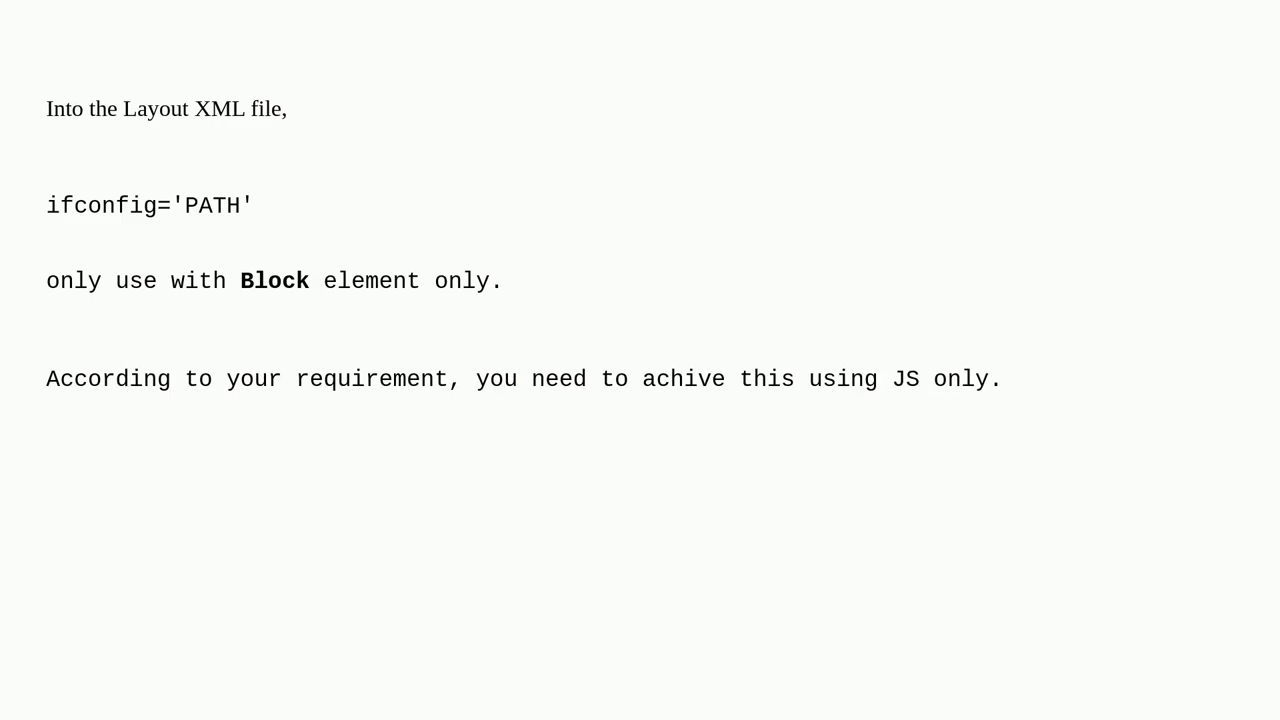 Into the Layout XML file,
ifconfig='PATH'
only use with Block element only.
According to your requirement, you need to achive this using JS only.